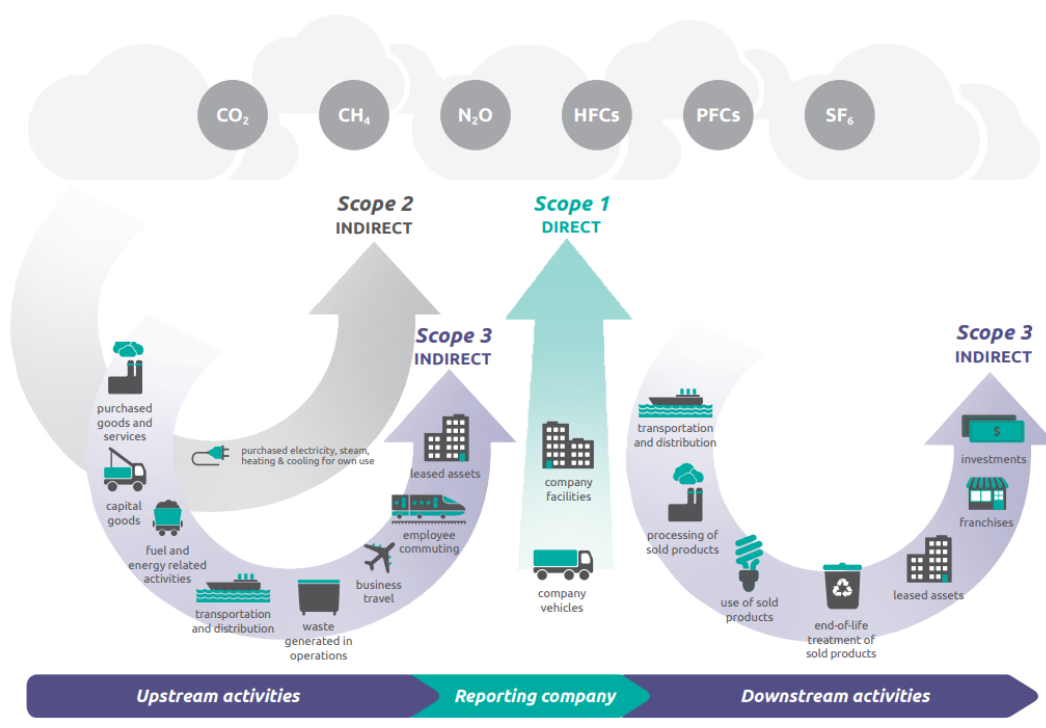 CO₂
CH₄
N₂O
HFCs
PFCs
SF₆
Scope 2
INDIRECT
Scope 1
DIRECT
Scope 3
INDIRECT
Scope 3
INDIRECT
purchased
goods and
services
capital
goods
fuel and
energy related
activities
transportation
and distribution
waste
generated in
operations
business
travel
employee
commuting
leased assets
purchased electricity, steam,
heating & cooling for own use
company
facilities
company
vehicles
transportation
and distribution
processing of
sold products
use of sold
products
end-of-life
treatment of
sold products
leased assets
franchises
$
investments
Upstream activities
Reporting company
Downstream activities